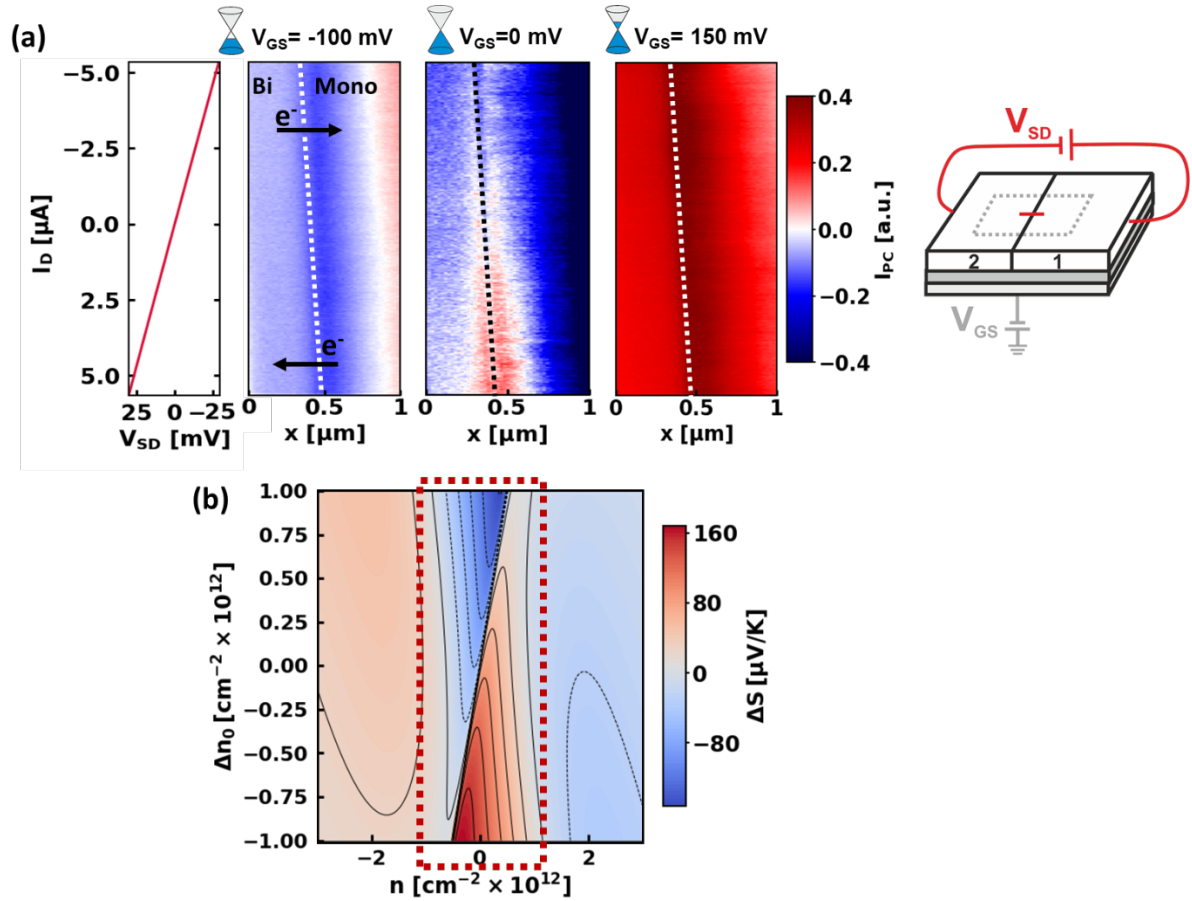 (a)
V_GS= -100 mV
V_GS=0 mV
V_GS= 150 mV
I_D [μA]
−5.0
−2.5
0.0
2.5
5.0
25 0 −25
V_SD [mV]
Bi Mono
e⁻
e⁻
0 0.5 1
x [μm]
0 0.5 1
x [μm]
0 0.5 1
x [μm]
0.4
0.2
0.0
−0.2
−0.4
I_PC [a.u.]
V_SD
2 1
V_GS
(b)
Δn₀ [cm⁻² × 10¹²]
1.00
0.75
0.50
0.25
0.00
−0.25
−0.50
−0.75
−1.00
−2 0 2
n [cm⁻² × 10¹²]
160
80
0
−80
ΔS [μV/K]